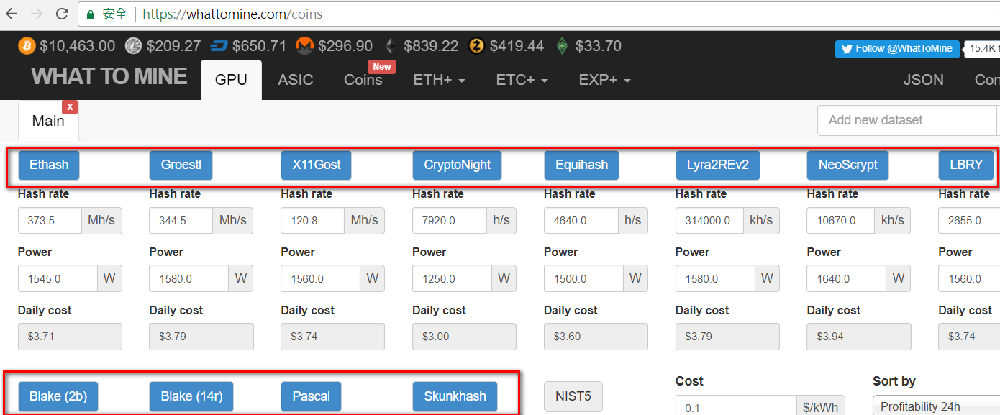 安全 https://whattomine.com/coins
$10,463.00 $209.27 $650.71 $296.90 $839.22 $419.44 $33.70
Follow @WhatToMine 15.4K
WHAT TO MINE GPU ASIC Coins New ETH+ ETC+ EXP+ JSON
Main X Add new dataset
Ethash Groestl X11Gost CryptoNight Equihash Lyra2REv2 NeoScrypt LBRY
Hash rate Hash rate Hash rate Hash rate Hash rate Hash rate Hash rate Hash rate
373.5 Mh/s 344.5 Mh/s 120.8 Mh/s 7920.0 h/s 4640.0 h/s 314000.0 kh/s 10670.0 kh/s 2655.0
Power Power Power Power Power Power Power Power
1545.0 W 1580.0 W 1560.0 W 1250.0 W 1500.0 W 1580.0 W 1640.0 W 1560.0
Daily cost Daily cost Daily cost Daily cost Daily cost Daily cost Daily cost Daily cost
$3.71 $3.79 $3.74 $3.00 $3.60 $3.79 $3.94 $3.74
Blake (2b) Blake (14r) Pascal Skunkhash NIST5 Cost Sort by
0.1 $/kWh Profitability 24h